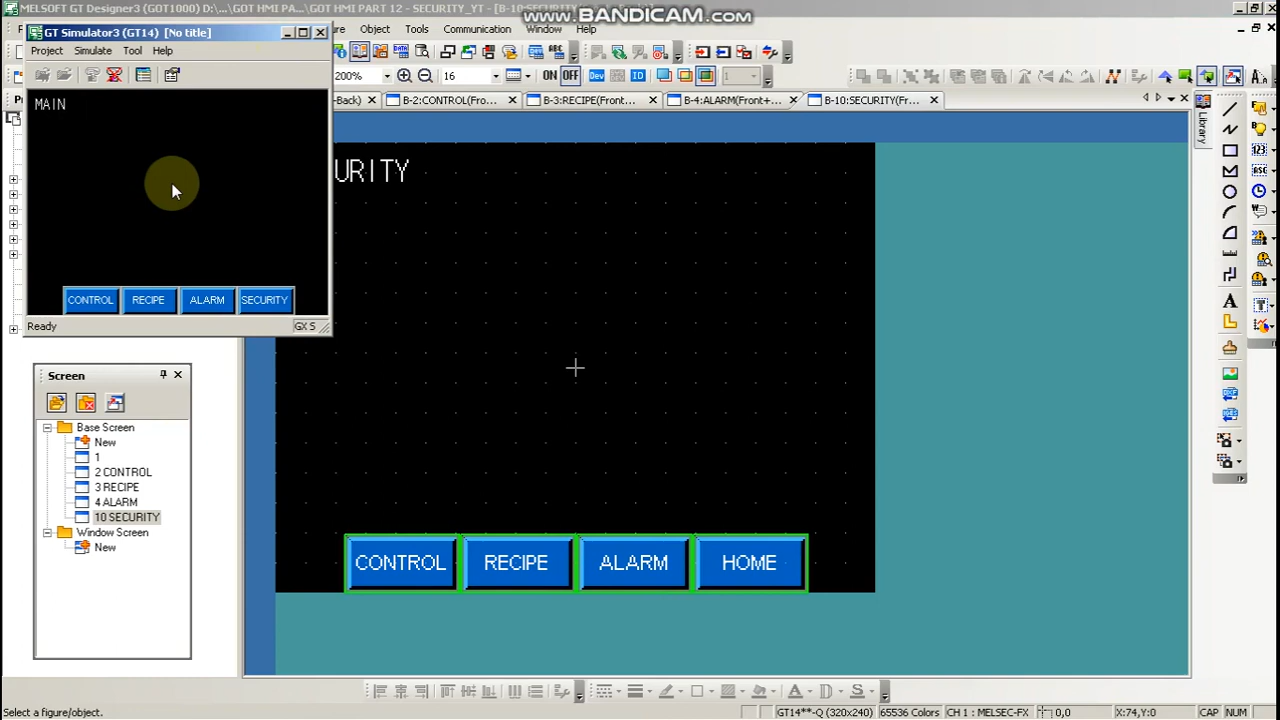 MELSOFT GT Designer3 (GOT1000) D:\...\GOT HMI PA... ...\GOT HMI PART 12 - SECURITY_YT - [B-10:SECURITY
www.BANDICAM.com
GT Simulator3 (GT14) [No title]
Object Tools Communication Diagnostics Window Help
Project Simulate Tool Help
200% 16 ON OFF Dev ID 1
-Back) B-2:CONTROL(Fro... B-3:RECIPE(Front... B-4:ALARM(Front+... B-10:SECURITY(Fr...
MAIN
Library
URITY
CONTROL RECIPE ALARM SECURITY
Ready GX S
Screen
Base Screen
New
1
2 CONTROL
3 RECIPE
4 ALARM
10 SECURITY
Window Screen
New
CONTROL RECIPE ALARM HOME
Select a figure/object. GT14**-Q (320x240) 65536 Colors CH 1 : MELSEC-FX 0,0 X:74,Y:0 CAP NUM